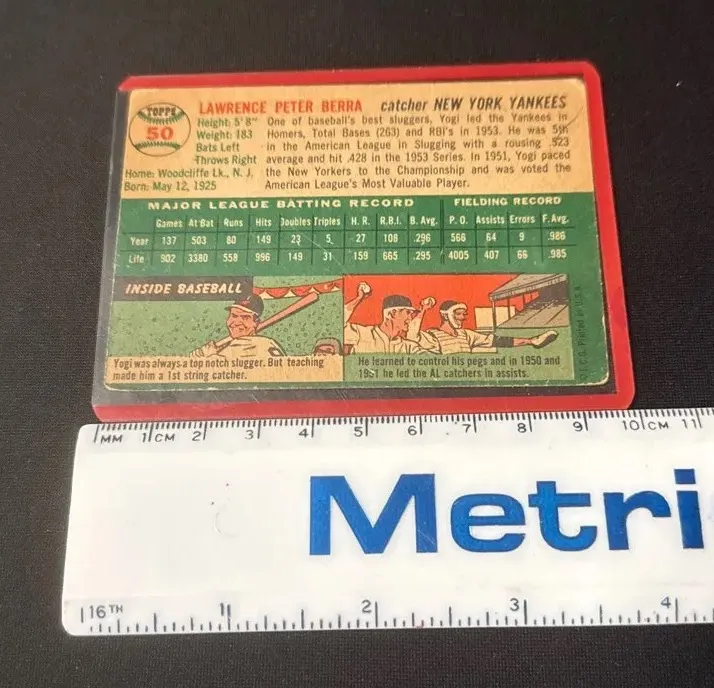 TOPPS
50
LAWRENCE PETER BERRA catcher NEW YORK YANKEES
Height: 5' 8"
Weight: 183
Bats Left
Throws Right
Home: Woodcliffe Lk., N. J.
Born: May 12, 1925
One of baseball's best sluggers, Yogi led the Yankees in
Homers, Total Bases (263) and RBI's in 1953. He was 5th
in the American League in Slugging with a rousing .523
average and hit .428 in the 1953 Series. In 1951, Yogi paced
the New Yorkers to the Championship and was voted the
American League's Most Valuable Player.
MAJOR LEAGUE BATTING RECORD FIELDING RECORD
Games At Bat Runs Hits Doubles Triples H. R. R.B.I. B. Avg. P. O. Assists Errors F. Avg.
Year 137 503 80 149 23 5 27 108 .296 566 64 9 .986
Life 902 3380 558 996 149 31 159 665 .295 4005 407 66 .985
INSIDE BASEBALL
Yogi was always a top notch slugger. But teaching
made him a 1st string catcher.
He learned to control his pegs and in 1950 and
1951 he led the AL catchers in assists.
T.C.G. Printed in U.S.A.
MM 1 CM 2 3 4 5 6 7 8 9 10 CM 11
Metri
16TH 1 2 3 4